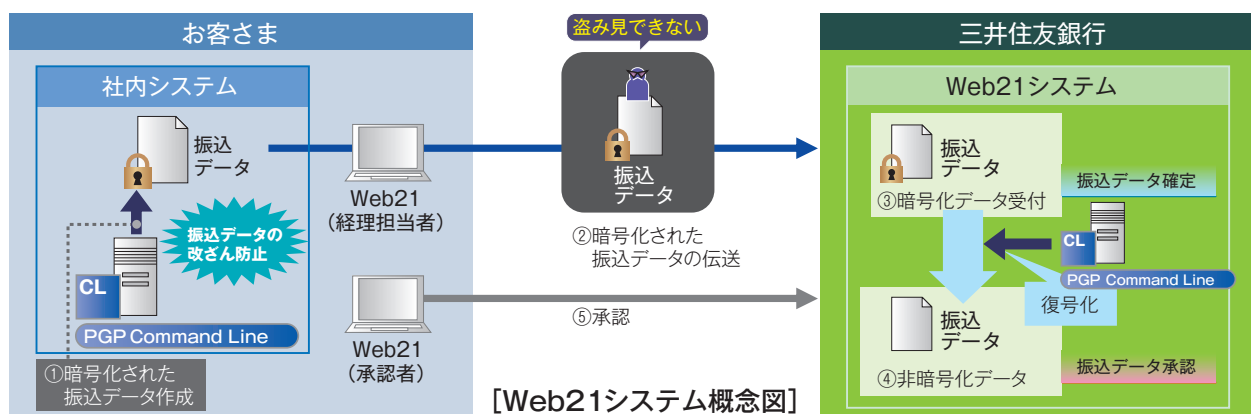 お客さま
社内システム
振込
データ
振込データの
改ざん防止
CL
PGP Command Line
①暗号化された
振込データ作成
Web21
（経理担当者）
Web21
（承認者）
盗み見できない
振込
データ
②暗号化された
振込データの伝送
⑤承認
[Web21システム概念図]
三井住友銀行
Web21システム
振込
データ
③暗号化データ受付
振込データ確定
CL
PGP Command Line
復号化
振込
データ
④非暗号化データ
振込データ承認